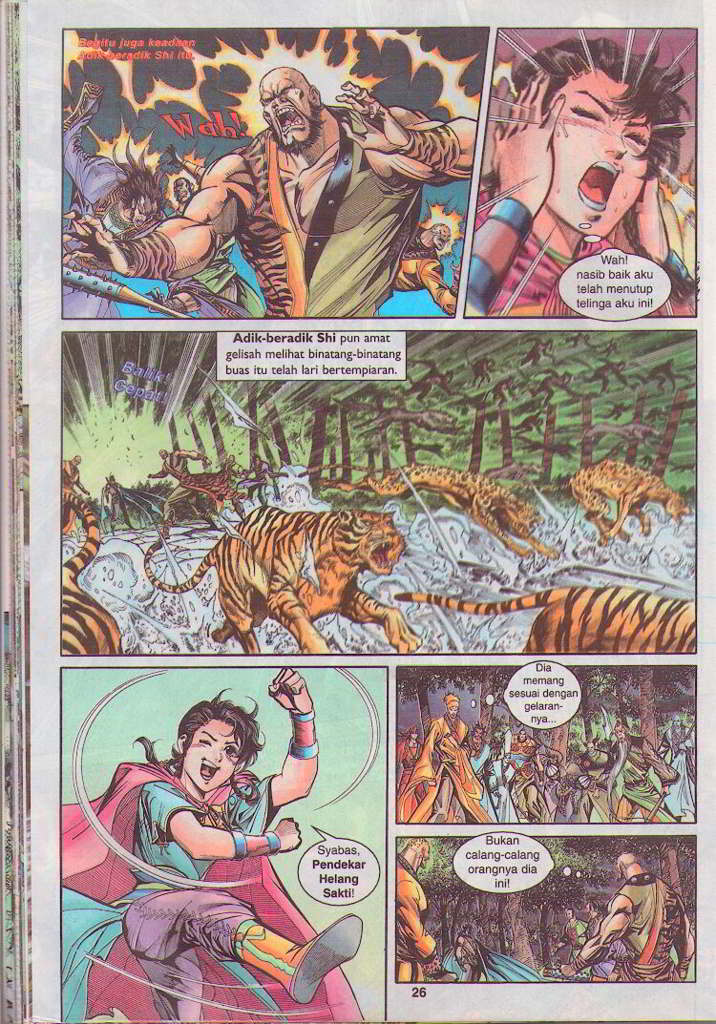 Begitu juga keadaan
Adik-beradik Shi itu.
Wah!
Wah!
nasib baik aku
telah menutup
telinga aku ini!
Adik-beradik Shi pun amat
gelisah melihat binatang-binatang
buas itu telah lari bertempiaran.
Balik!
Cepat!
Syabas,
Pendekar
Helang
Sakti!
Dia
memang
sesuai dengan
gelaran-
nya...
Bukan
calang-calang
orangnya dia
ini!
26